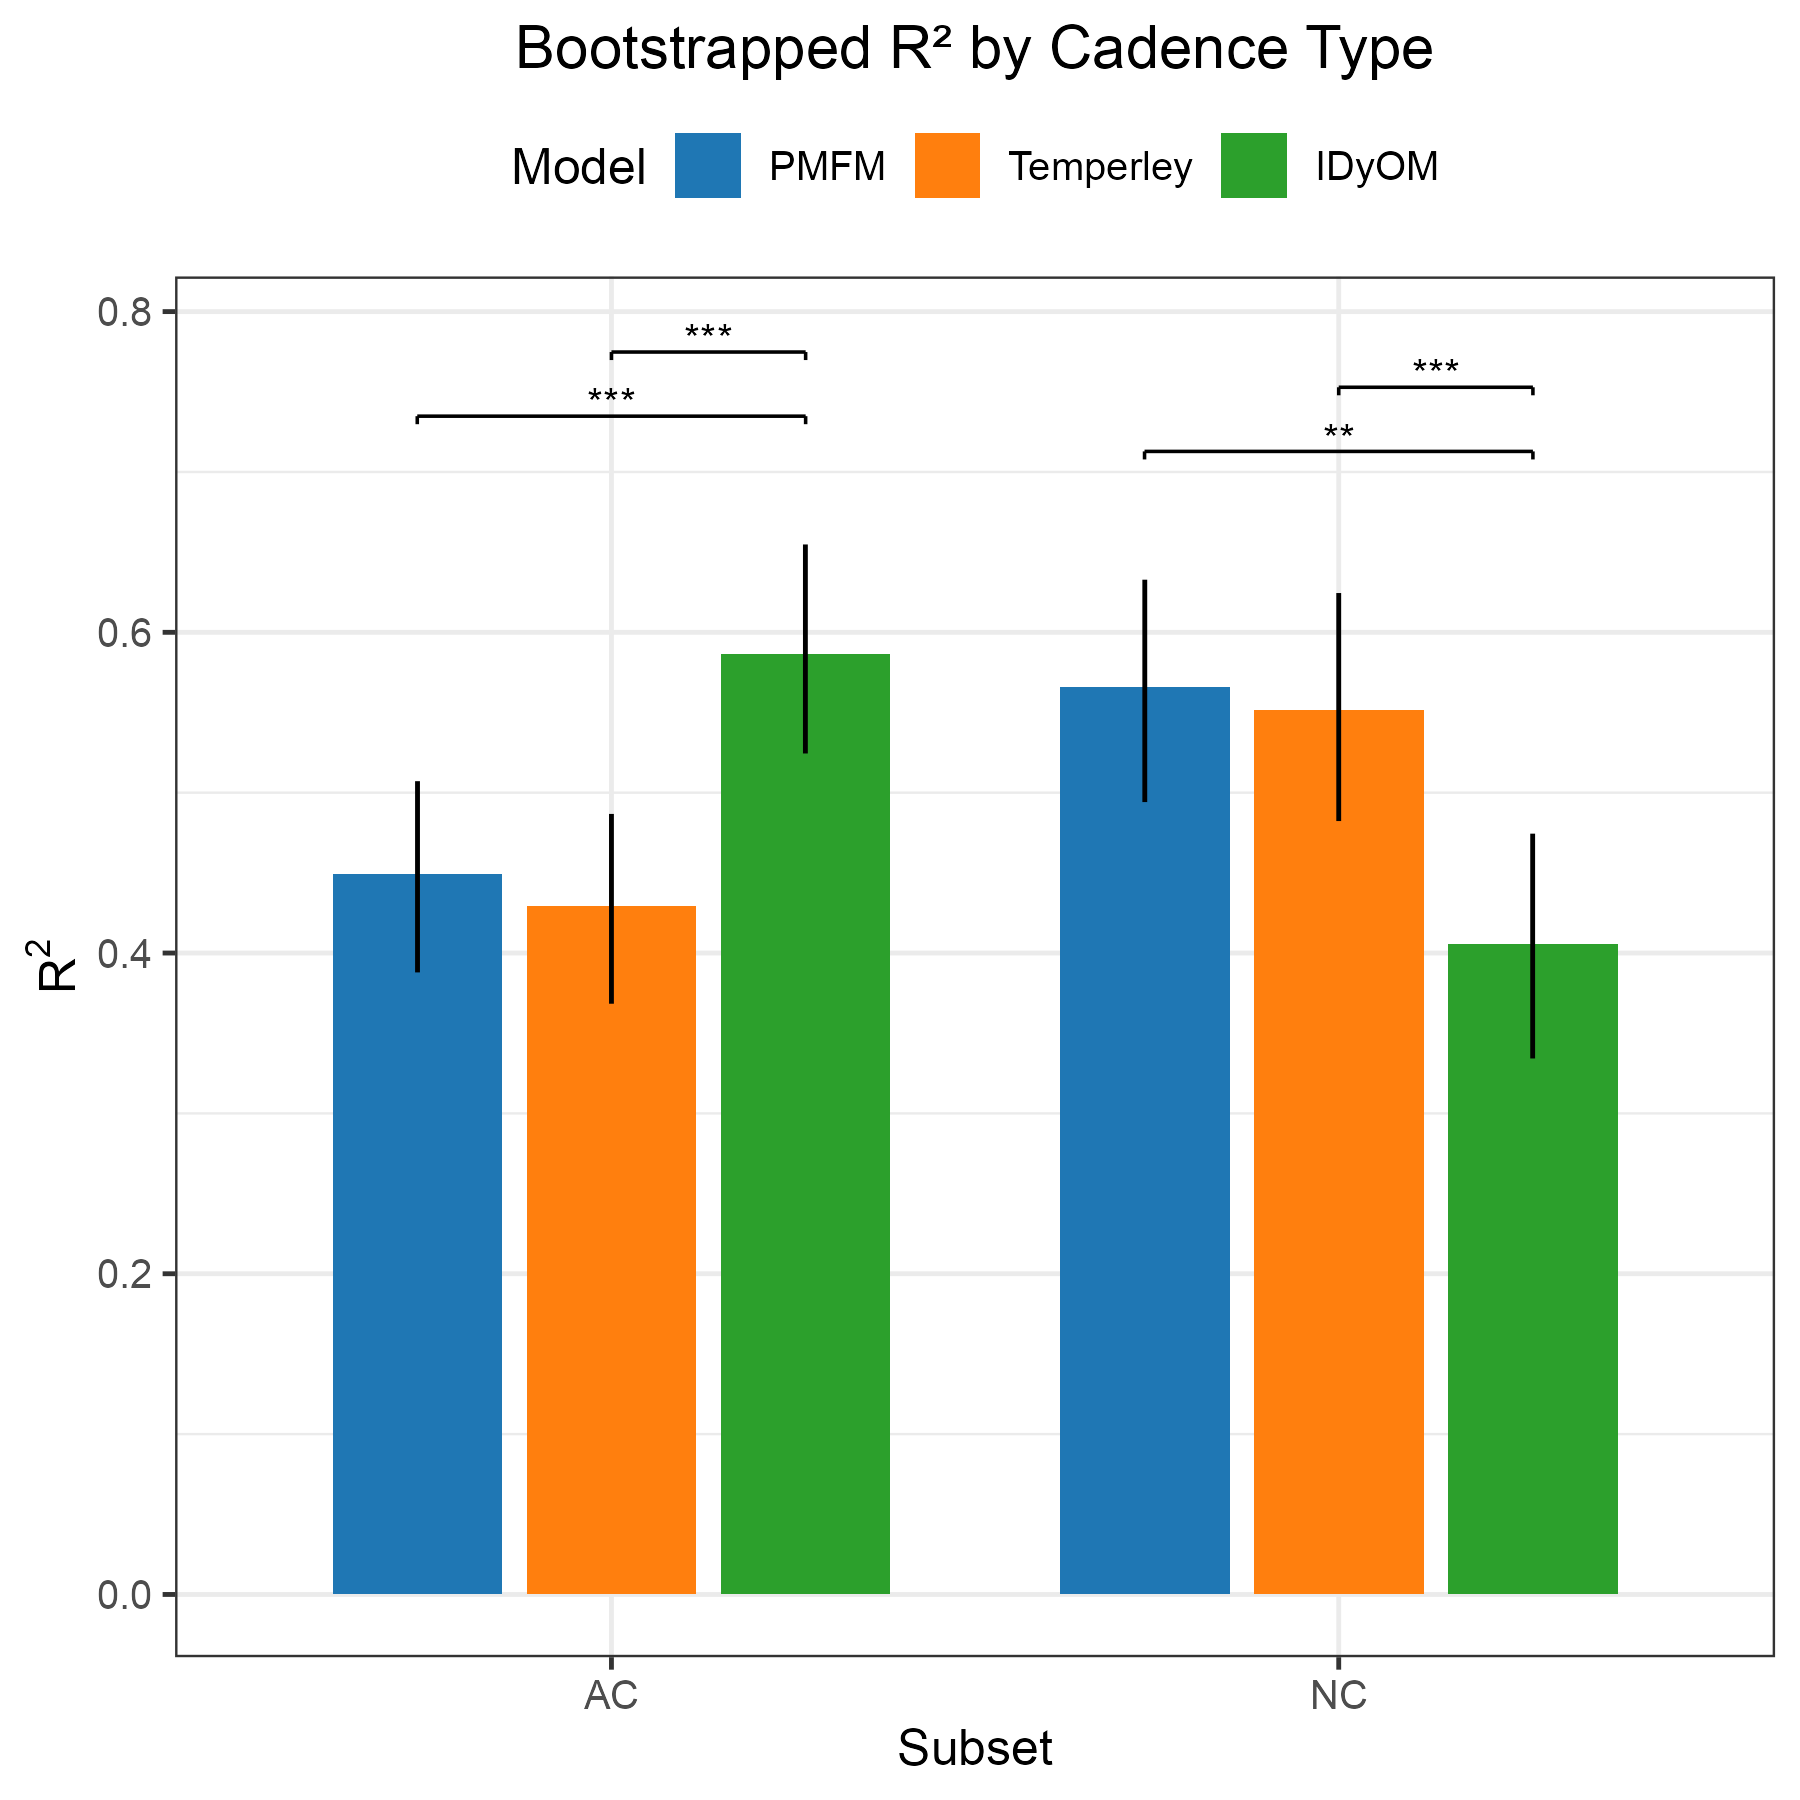 Bootstrapped R² by Cadence Type
Model PMFM Temperley IDyOM
0.8
***
***
***
**
0.6
0.4
0.2
0.0
R²
AC NC
Subset